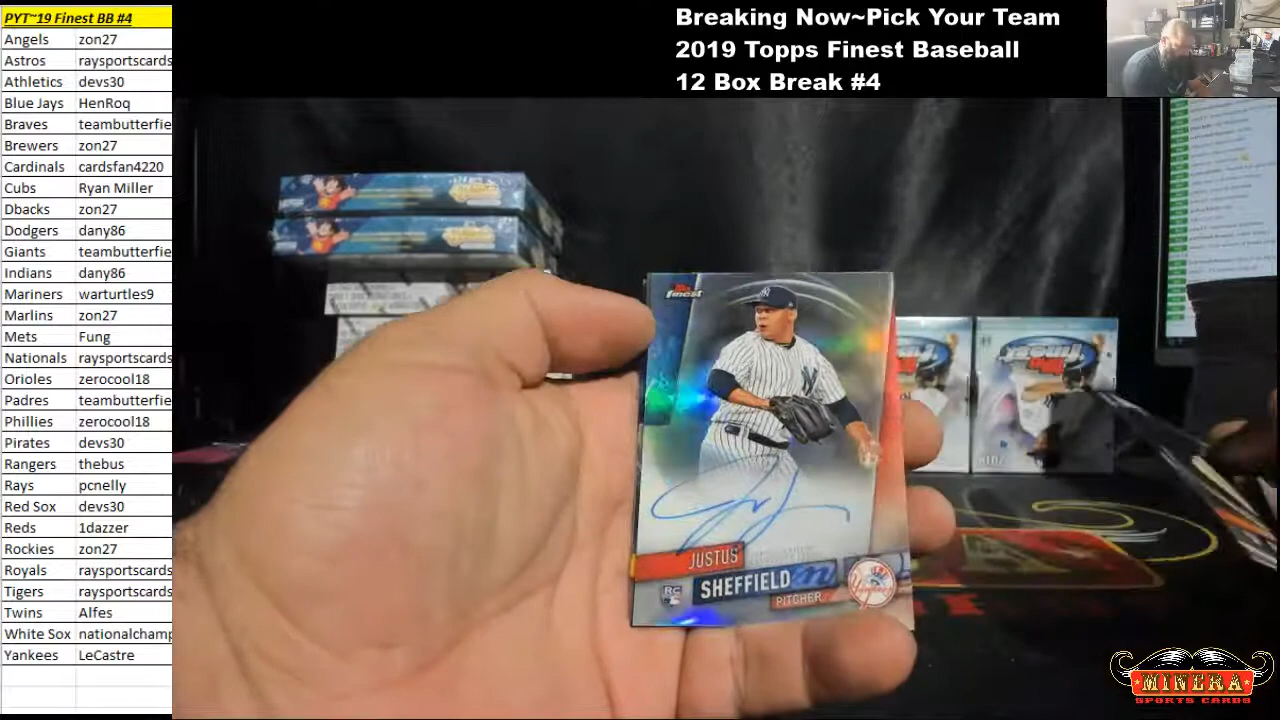 PYT~19 Finest BB #4
Angels zon27
Astros raysportscards
Athletics devs30
Blue Jays HenRoq
Braves teambutterfie
Brewers zon27
Cardinals cardsfan4220
Cubs Ryan Miller
Dbacks zon27
Dodgers dany86
Giants teambutterfie
Indians dany86
Mariners warturtles9
Marlins zon27
Mets Fung
Nationals raysportscards
Orioles zerocool18
Padres teambutterfie
Phillies zerocool18
Pirates devs30
Rangers thebus
Rays pcnelly
Red Sox devs30
Reds 1dazzer
Rockies zon27
Royals raysportscards
Tigers raysportscards
Twins Alfes
White Sox nationalchamp
Yankees LeCastre
Breaking Now~Pick Your Team
2019 Topps Finest Baseball
12 Box Break #4
finest
JUSTUS
RC SHEFFIELD
PITCHER
Yankees
MINERA
SPORTS CARDS